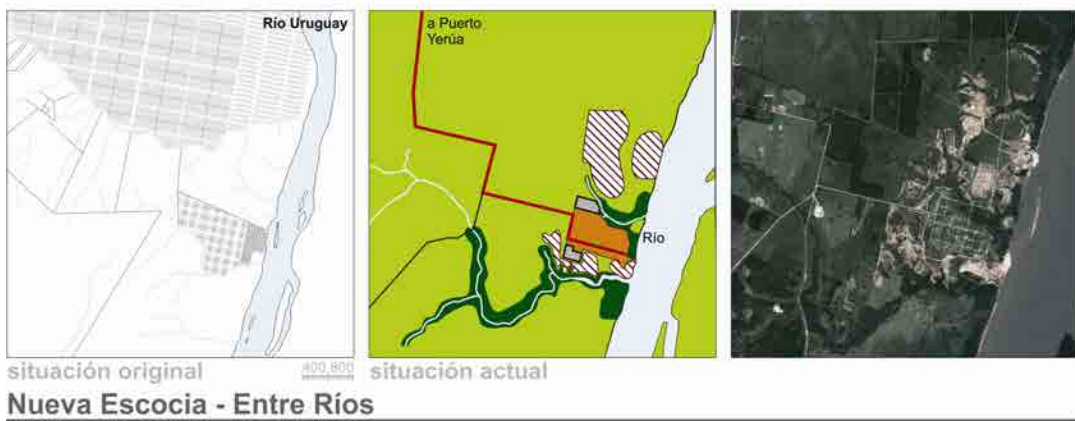 Río Uruguay
a Puerto
Yerúa
Río
situación original
400,800
situación actual
Nueva Escocia - Entre Ríos